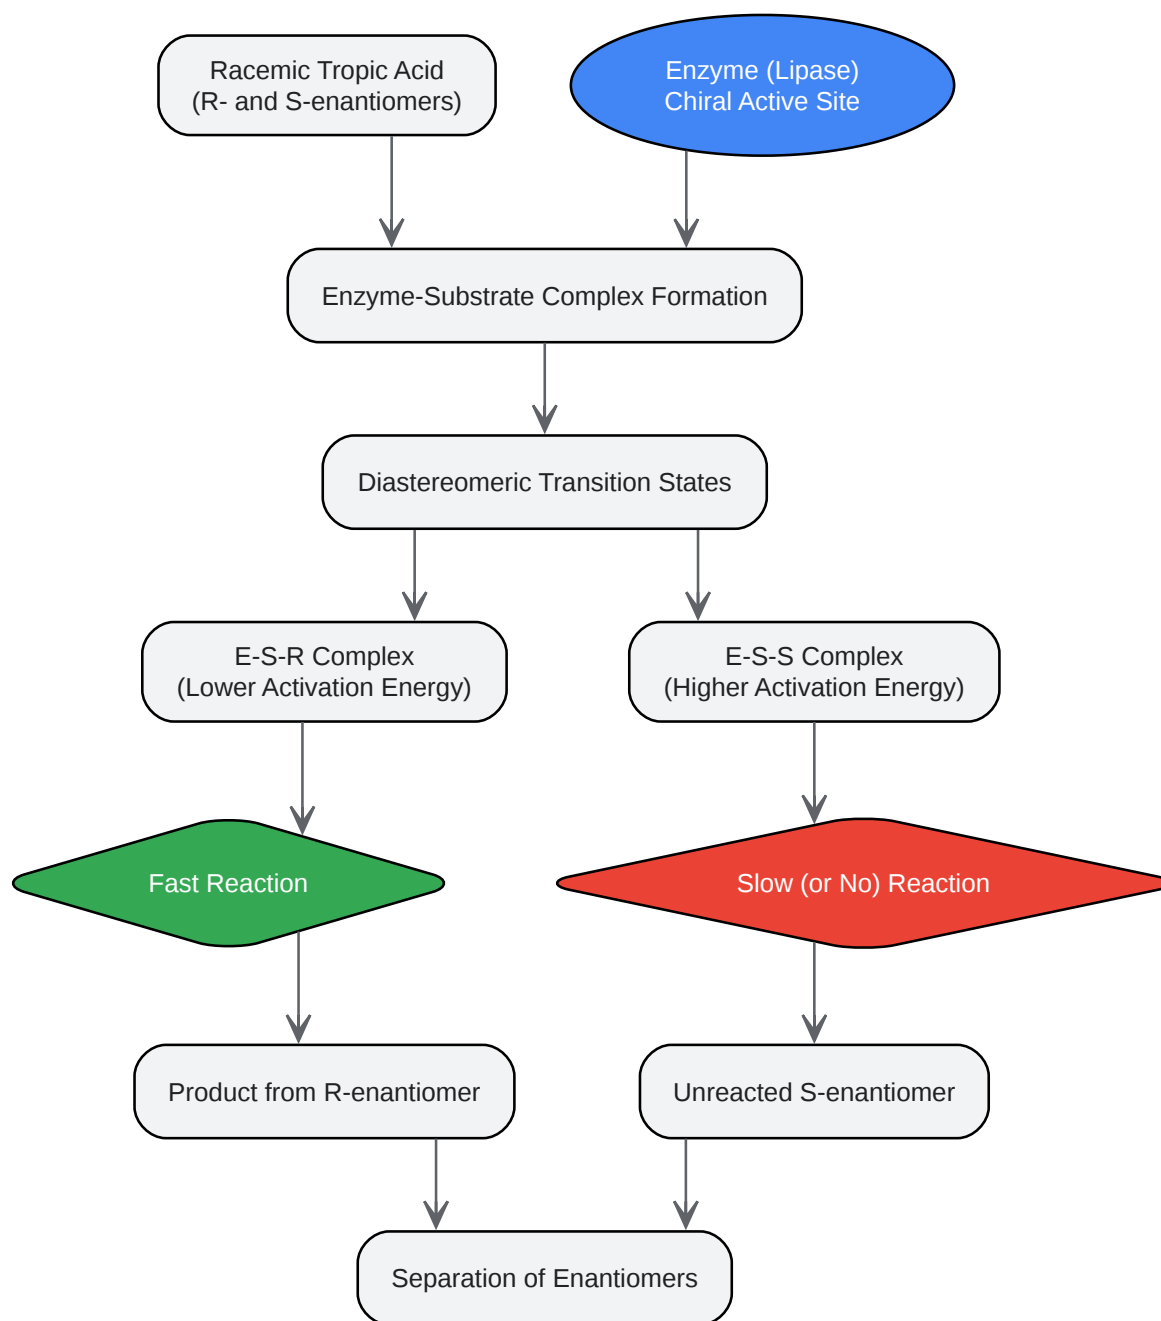 Racemic Tropic Acid
(R- and S-enantiomers)
Enzyme (Lipase)
Chiral Active Site
Enzyme-Substrate Complex Formation
Diastereomeric Transition States
E-S-R Complex
(Lower Activation Energy)
E-S-S Complex
(Higher Activation Energy)
Fast Reaction
Slow (or No) Reaction
Product from R-enantiomer
Unreacted S-enantiomer
Separation of Enantiomers